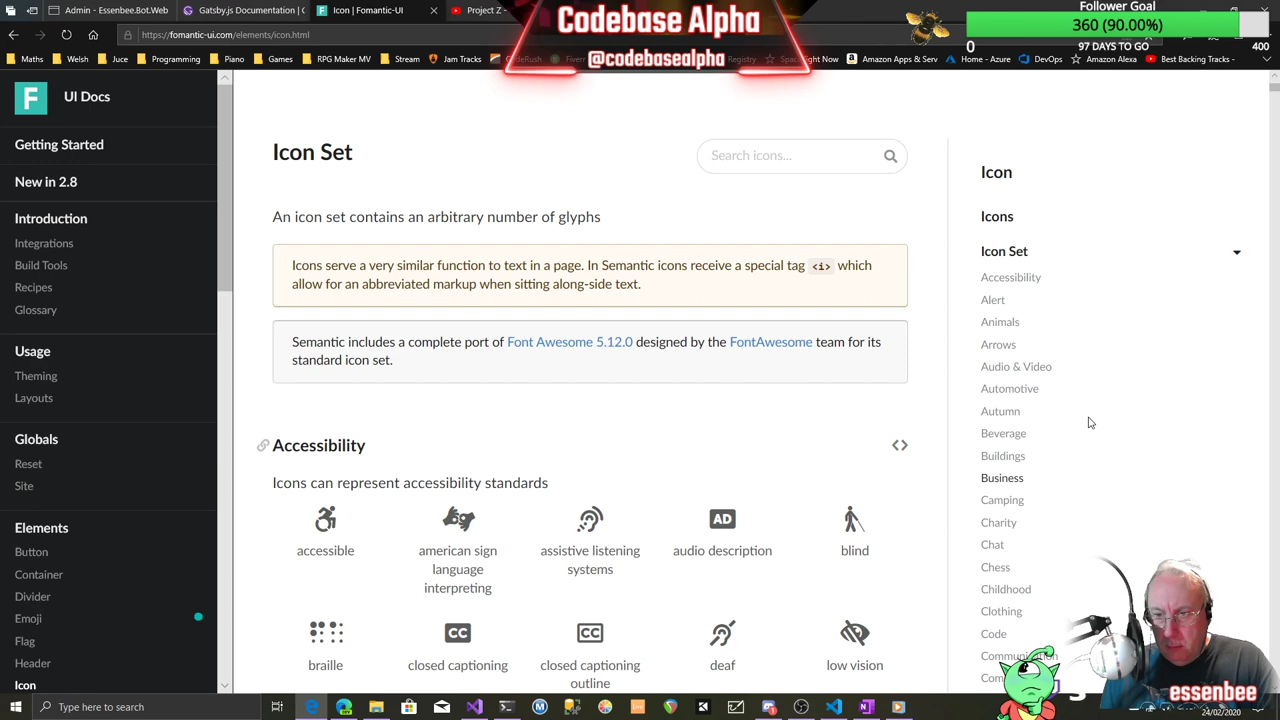 Admin - Essenbee.Bot.Web
Gatsby.js Documentation | G
Icon | Fomantic-UI
Project Z -
Codebase Alpha
@codebasealpha
Follower Goal
360 (90.00%)
0
97 DAYS TO GO
400
https://fomantic-ui.com/elements/icon.html
Maths
Welsh
Juce
Programming
Piano
Games
RPG Maker MV
Stream
Jam Tracks
CodeRush
Fiverr
Registry
Amazon Apps & Serv
Home - Azure
DevOps
Amazon Alexa
Best Backing Tracks -
F
UI Docs
Getting Started
New in 2.8
Introduction
Integrations
Build Tools
Recipes
Glossary
Usage
Theming
Layouts
Globals
Reset
Site
Elements
Button
Container
Divider
Emoji
Flag
Header
Icon
Icon Set
Search icons...
An icon set contains an arbitrary number of glyphs
Icons serve a very similar function to text in a page. In Semantic icons receive a special tag <i> which
allow for an abbreviated markup when sitting along-side text.
Semantic includes a complete port of Font Awesome 5.12.0 designed by the FontAwesome team for its
standard icon set.
Accessibility
Icons can represent accessibility standards
AD
accessible
american sign
language
interpreting
assistive listening
systems
audio description
blind
CC
CC
braille
closed captioning
closed captioning
outline
deaf
low vision
Icon
Icons
Icon Set
Accessibility
Alert
Animals
Arrows
Audio & Video
Automotive
Autumn
Beverage
Buildings
Business
Camping
Charity
Chat
Chess
Childhood
Clothing
Code
essenbee
Type here to search
24/02/2020